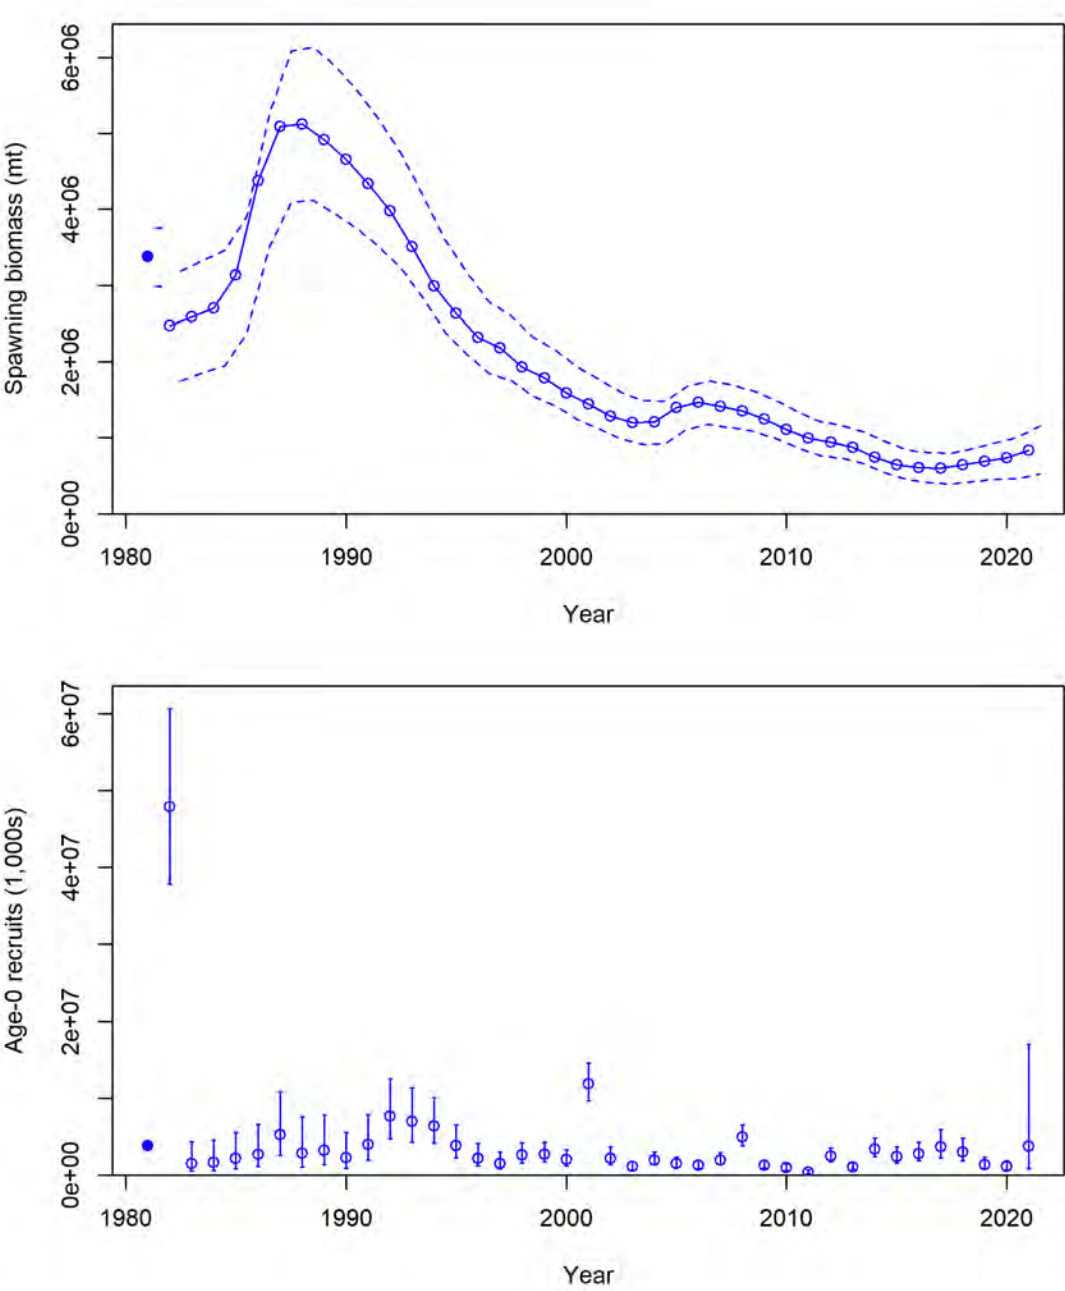 Spawning biomass (mt)
6e+06
4e+06
2e+06
0e+00
1980 1990 2000 2010 2020
Year
Age-0 recruits (1,000s)
6e+07
4e+07
2e+07
0e+00
1980 1990 2000 2010 2020
Year